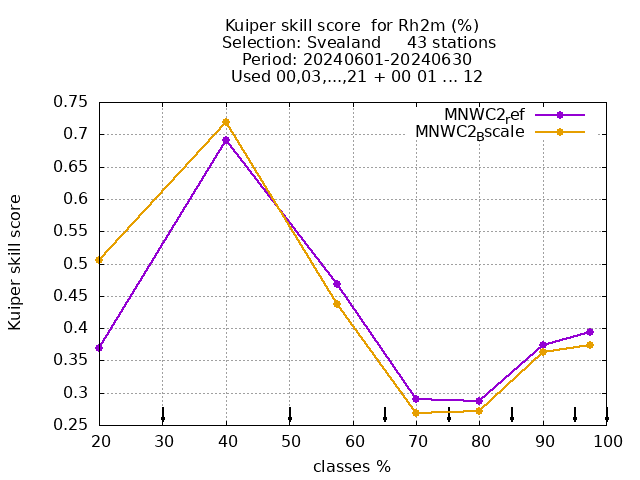 Kuiper skill score  for Rh2m (%)
Selection: Svealand     43 stations
Period: 20240601-20240630
Used 00,03,...,21 + 00 01 ... 12
MNWC2_ref
MNWC2_Bscale
0.75
0.7
0.65
0.6
0.55
0.5
0.45
0.4
0.35
0.3
0.25
Kuiper skill score
20 30 40 50 60 70 80 90 100
classes %